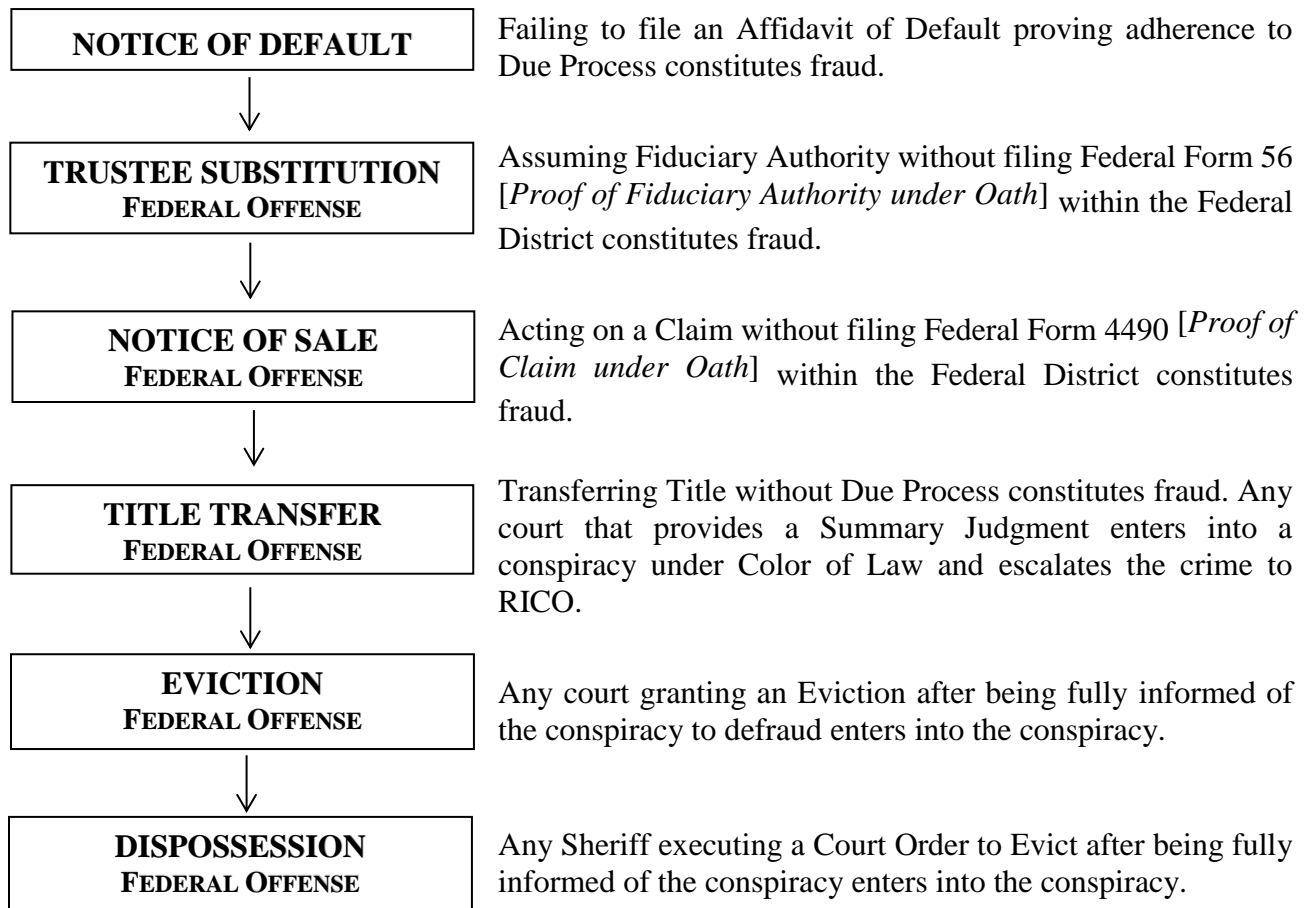 NOTICE OF DEFAULT
Failing to file an Affidavit of Default proving adherence to
Due Process constitutes fraud.
TRUSTEE SUBSTITUTION
FEDERAL OFFENSE
Assuming Fiduciary Authority without filing Federal Form 56
[Proof of Fiduciary Authority under Oath] within the Federal
District constitutes fraud.
NOTICE OF SALE
FEDERAL OFFENSE
Acting on a Claim without filing Federal Form 4490 [Proof of
Claim under Oath] within the Federal District constitutes
fraud.
TITLE TRANSFER
FEDERAL OFFENSE
Transferring Title without Due Process constitutes fraud. Any
court that provides a Summary Judgment enters into a
conspiracy under Color of Law and escalates the crime to
RICO.
EVICTION
FEDERAL OFFENSE
Any court granting an Eviction after being fully informed of
the conspiracy to defraud enters into the conspiracy.
DISPOSSESSION
FEDERAL OFFENSE
Any Sheriff executing a Court Order to Evict after being fully
informed of the conspiracy enters into the conspiracy.